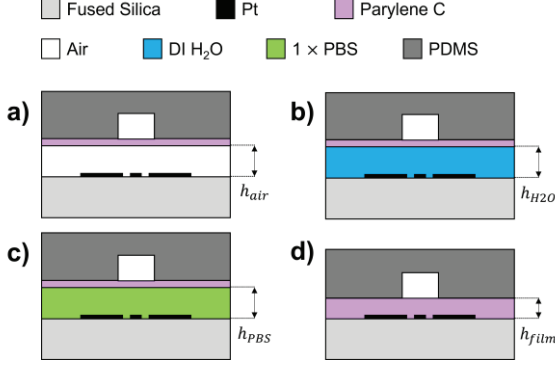 Fused Silica Pt Parylene C
Air DI H₂O 1 × PBS PDMS
a) b)
h_air h_H2O
c) d)
h_PBS h_film